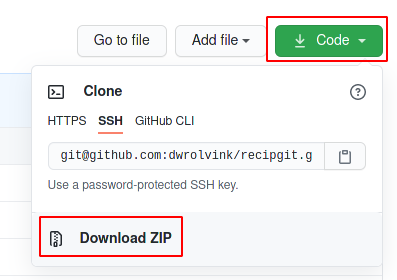 Go to file Add file Code
Clone
HTTPS SSH GitHub CLI
git@github.com:dwrolvink/recipgit.g
Use a password-protected SSH key.
Download ZIP